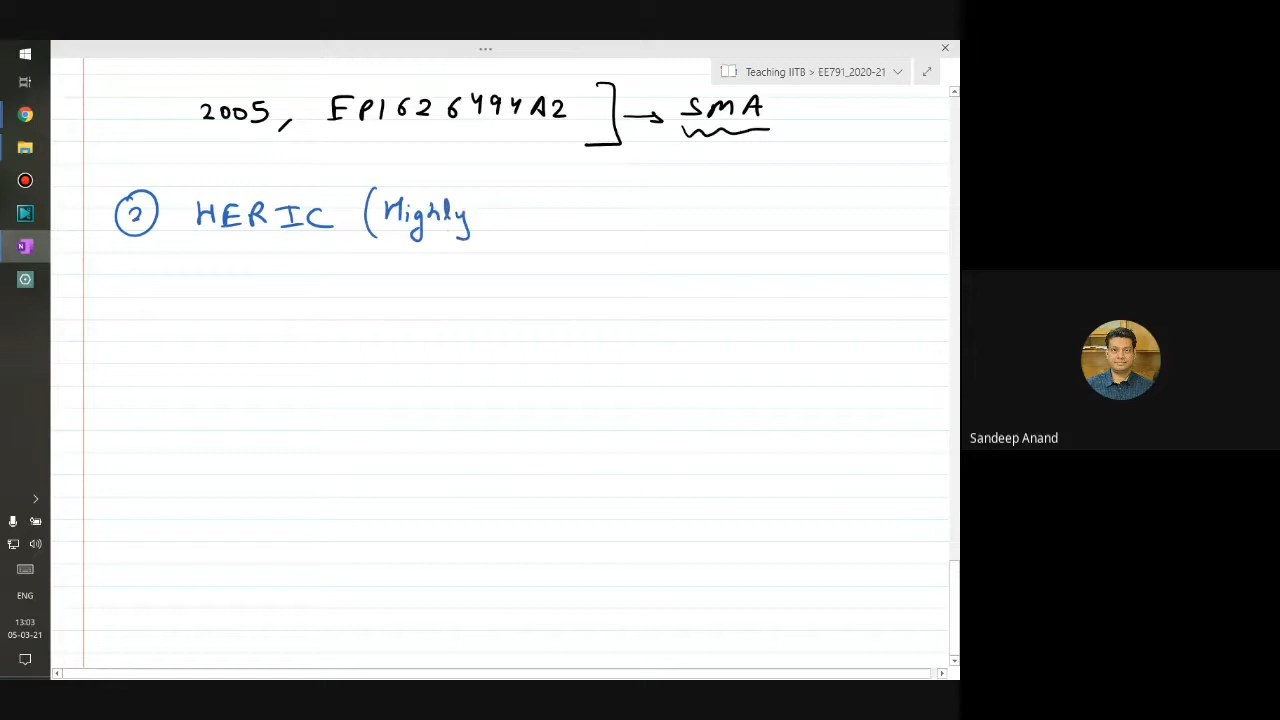 Teaching IITB > EE791_2020-21
2005, EP1626494A2 ] → SMA
② HERIC (Highly
Sandeep Anand
ENG
13:03
05-03-21